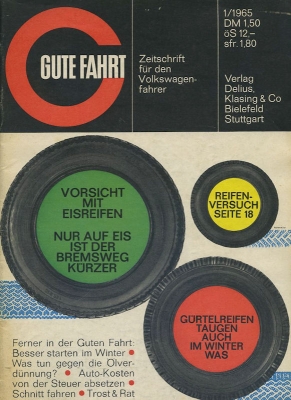 GUTE FAHRT
Zeitschrift
für den
Volkswagen-
fahrer
1/1965
DM 1,50
öS 12,–
sfr. 1,80
Verlag
Delius,
Klasing & Co
Bielefeld
Stuttgart
VORSICHT
MIT
EISREIFEN
NUR AUF EIS
IST DER
BREMSWEG
KÜRZER
REIFEN-
VERSUCH
SEITE 18
GÜRTELREIFEN
TAUGEN
AUCH
IM WINTER
WAS
Ferner in der Guten Fahrt:
Besser starten im Winter •
Was tun gegen die Ölver-
dünnung? • Auto-Kosten
von der Steuer absetzen •
Schnitt fahren • Trost & Rat